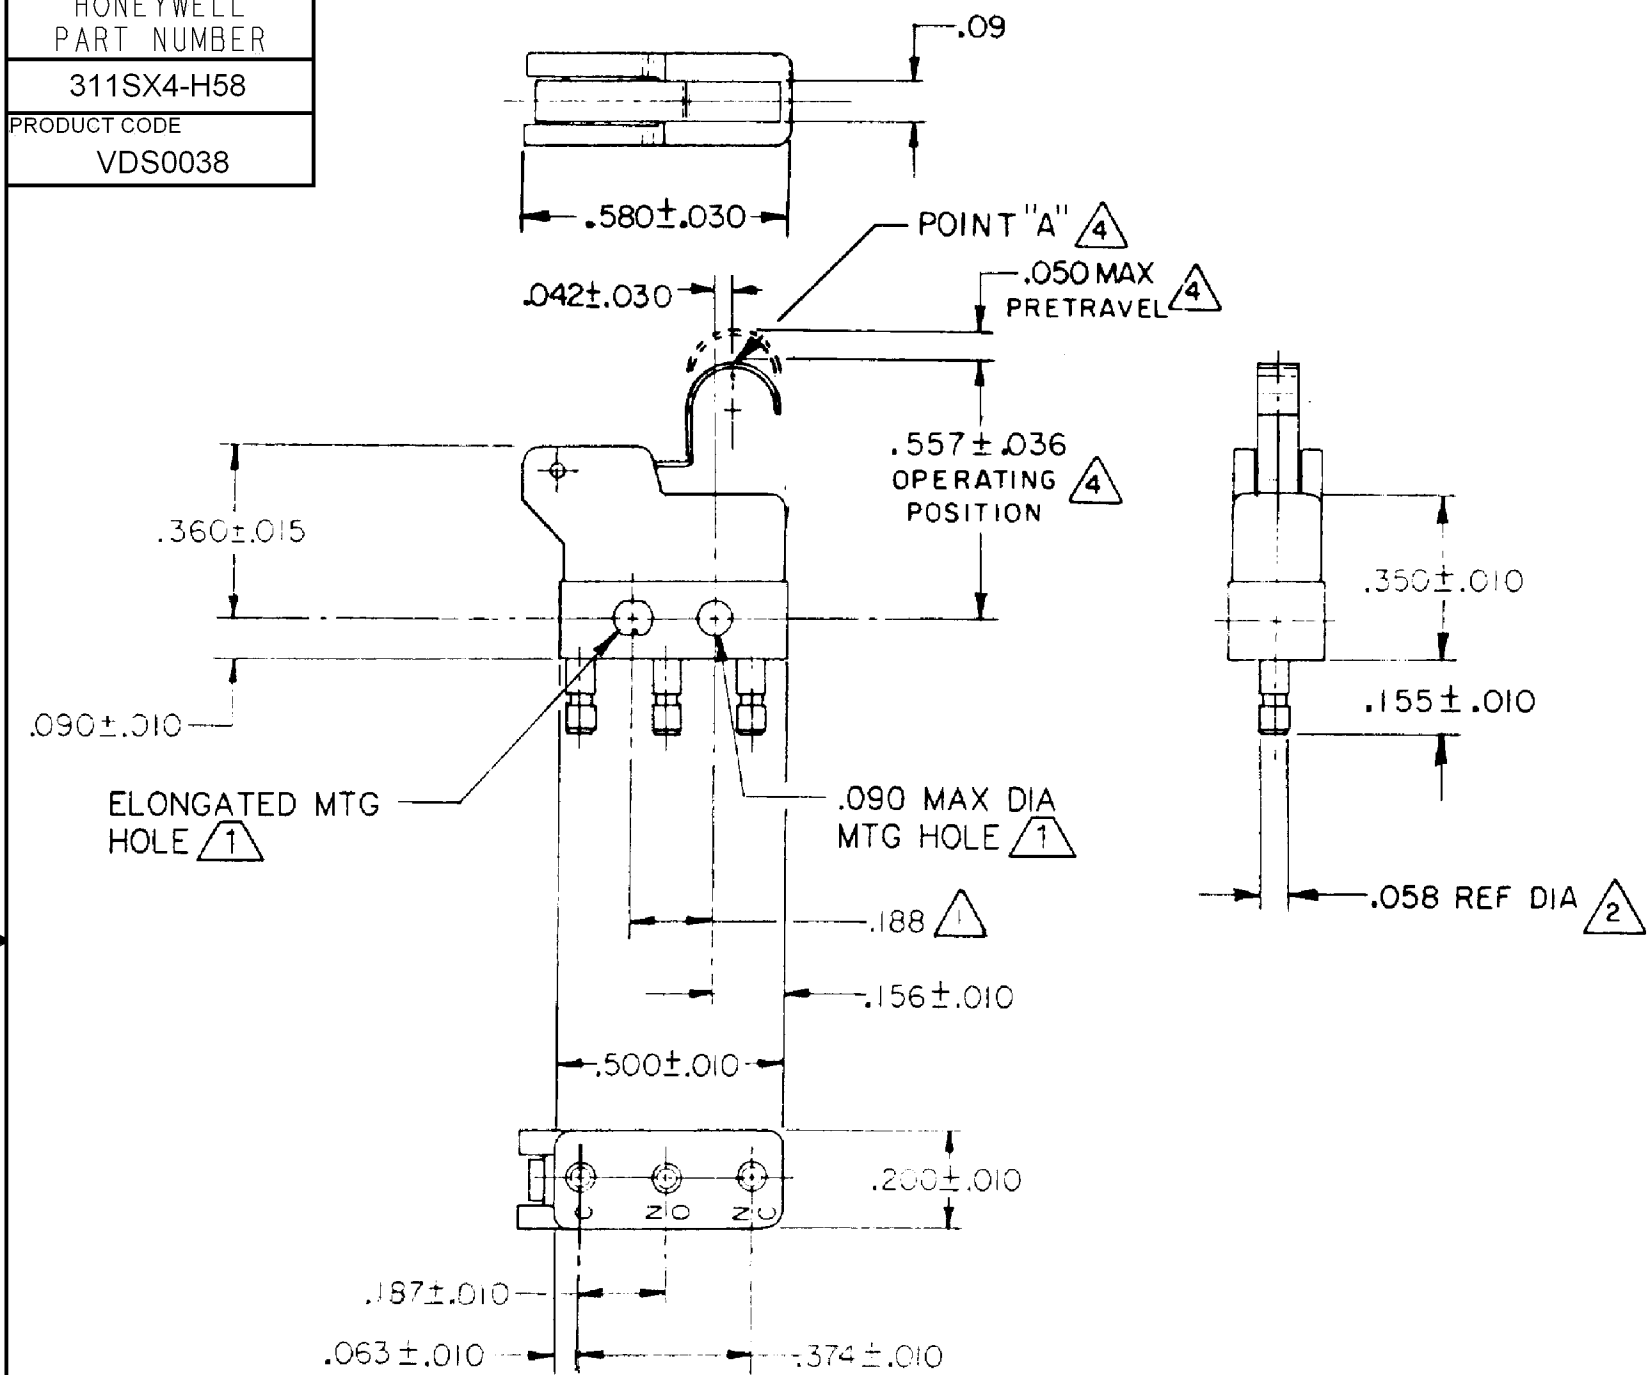 HONEYWELL
PART NUMBER
311SX4-H58
PRODUCT CODE
VDS0038
.09
.580±.030
POINT "A" 4
.050 MAX
PRETRAVEL 4
.042±.030
.557±.036
OPERATING 4
POSITION
.360±.015
.350±.010
.090±.010
.155±.010
ELONGATED MTG
HOLE 1
.090 MAX DIA
MTG HOLE 1
.058 REF DIA 2
.188 1
.156±.010
.500±.010
.200±.010
C NO NC
.187±.010
.063±.010
.374±.010